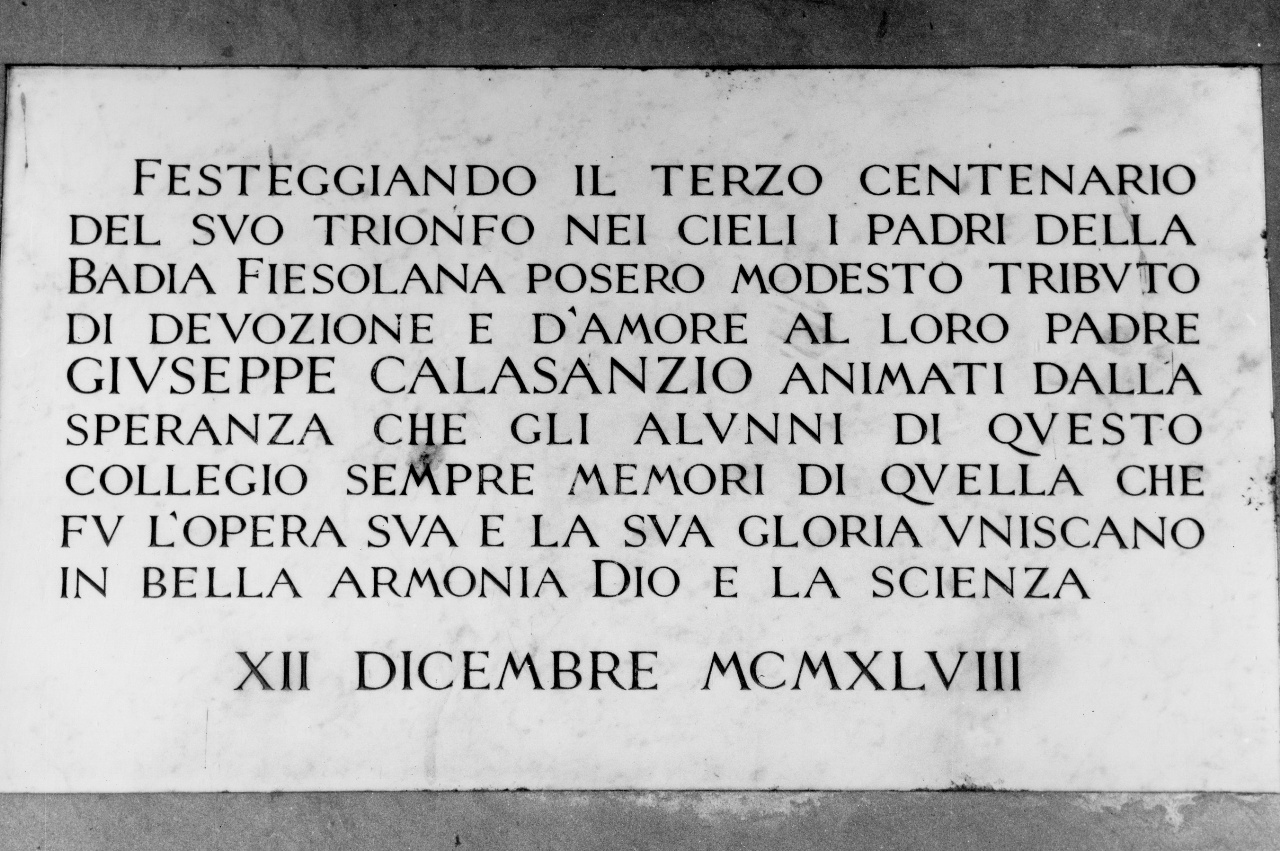 FESTEGGIANDO IL TERZO CENTENARIO
DEL SVO TRIONFO NEI CIELI I PADRI DELLA
BADIA FIESOLANA POSERO MODESTO TRIBVTO
DI DEVOZIONE E D'AMORE AL LORO PADRE
GIVSEPPE CALASANZIO ANIMATI DALLA
SPERANZA CHE GLI ALVNNI DI QVESTO
COLLEGIO SEMPRE MEMORI DI QVELLA CHE
FV L'OPERA SVA E LA SVA GLORIA VNISCANO
IN BELLA ARMONIA DIO E LA SCIENZA
XII DICEMBRE MCMXLVIII